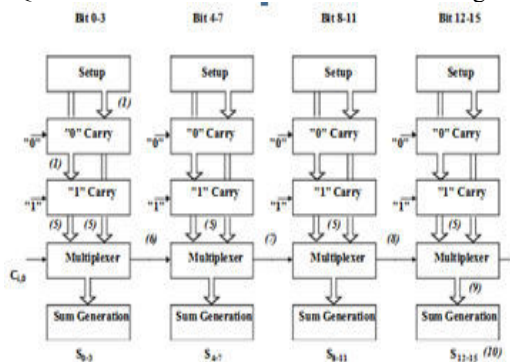 Bit 0-3 Bit 4-7 Bit 8-11 Bit 12-15
Setup Setup Setup Setup
(1)
"0" Carry "0" Carry "0" Carry "0" Carry
"0" "0" "0" "0"
(1)
"1" Carry "1" Carry "1" Carry "1" Carry
"1" "1" "1" "1"
(5) (5) (5) (5) (5)
(6) (7) (8)
Multiplexer Multiplexer Multiplexer Multiplexer
Ci,0
(9)
Sum Generation Sum Generation Sum Generation Sum Generation
S0-3 S4-7 S8-11 S12-15 (10)